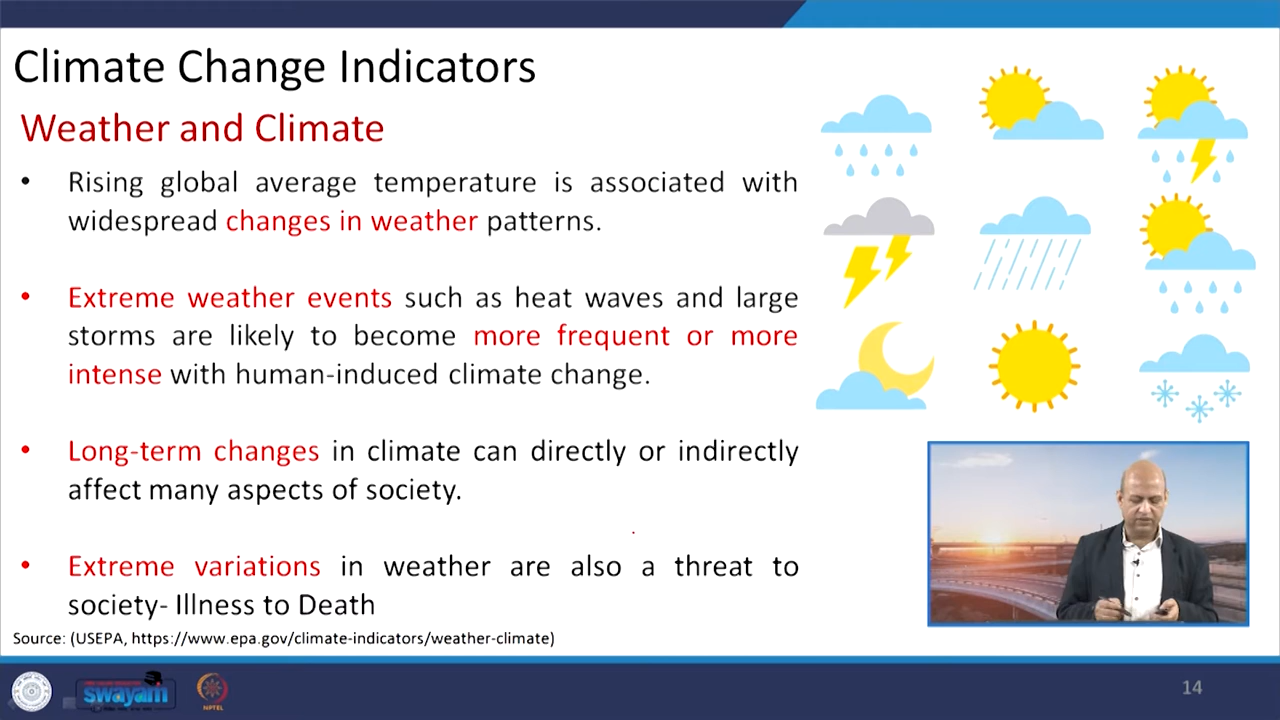 Climate Change Indicators
Weather and Climate
• Rising global average temperature is associated with
widespread changes in weather patterns.
• Extreme weather events such as heat waves and large
storms are likely to become more frequent or more
intense with human-induced climate change.
• Long-term changes in climate can directly or indirectly
affect many aspects of society.
• Extreme variations in weather are also a threat to
society- Illness to Death
Source: (USEPA, https://www.epa.gov/climate-indicators/weather-climate)
swayam
NPTEL
14